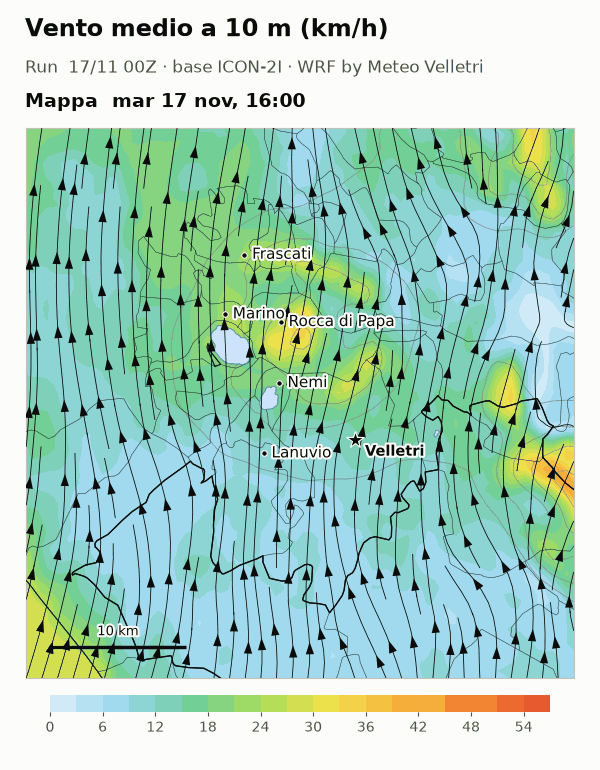 Vento medio a 10 m (km/h)
Run 17/11 00Z · base ICON-2I · WRF by Meteo Velletri
Mappa mar 17 nov, 16:00
Frascati
Marino
Rocca di Papa
Nemi
Velletri
Lanuvio
10 km
0 6 12 18 24 30 36 42 48 54